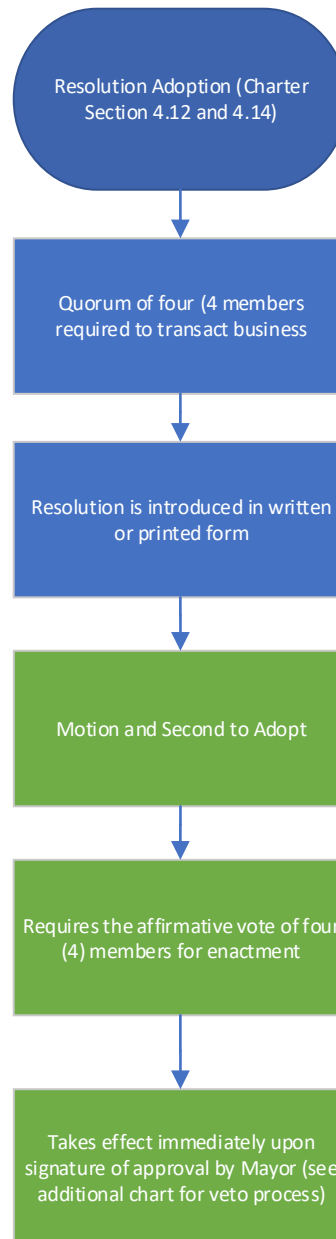 Resolution Adoption (Charter
Section 4.12 and 4.14)
Quorum of four (4 members
required to transact business
Resolution is introduced in written
or printed form
Motion and Second to Adopt
Requires the affirmative vote of four
(4) members for enactment
Takes effect immediately upon
signature of approval by Mayor (see
additional chart for veto process)